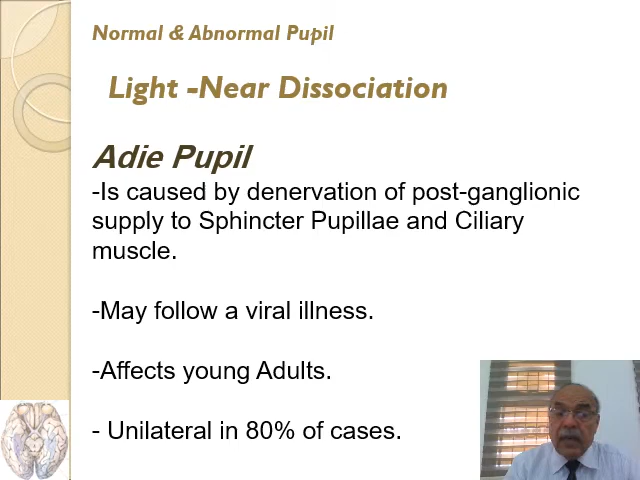 Normal & Abnormal Pupil
Light -Near Dissociation
Adie Pupil
-Is caused by denervation of post-ganglionic
supply to Sphincter Pupillae and Ciliary
muscle.
-May follow a viral illness.
-Affects young Adults.
- Unilateral in 80% of cases.